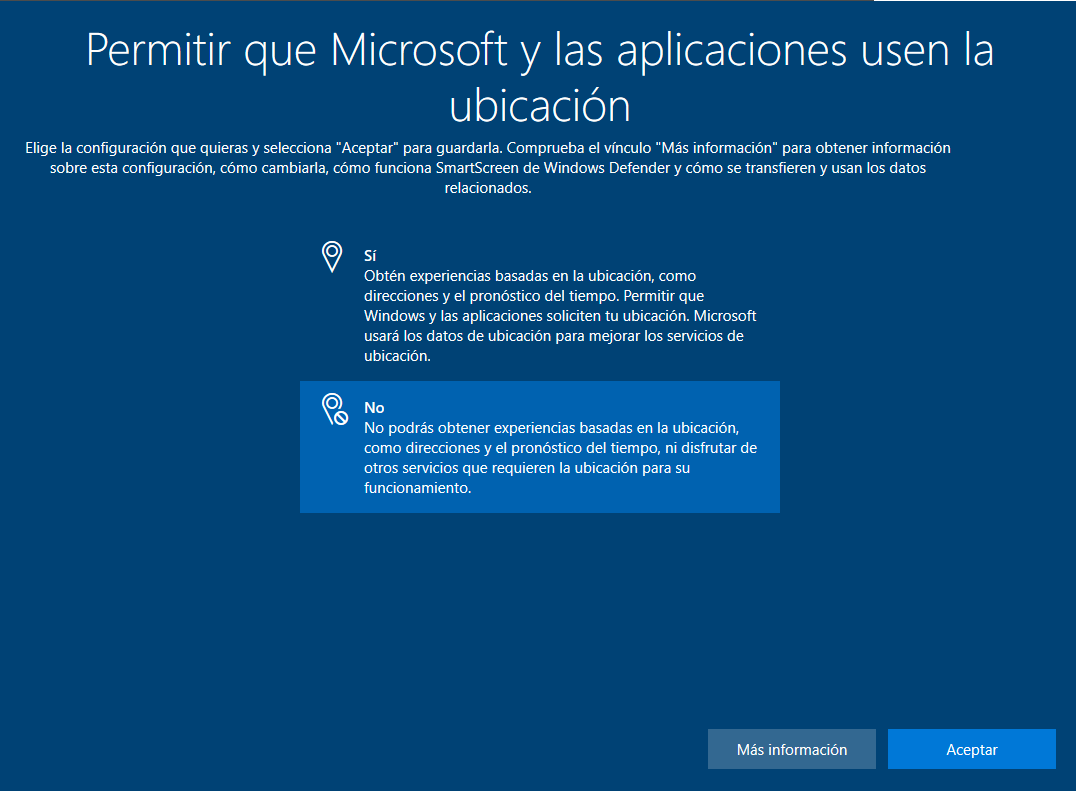 Permitir que Microsoft y las aplicaciones usen la
ubicación
Elige la configuración que quieras y selecciona "Aceptar" para guardarla. Comprueba el vínculo "Más información" para obtener información
sobre esta configuración, cómo cambiarla, cómo funciona SmartScreen de Windows Defender y cómo se transfieren y usan los datos
relacionados.
Sí
Obtén experiencias basadas en la ubicación, como
direcciones y el pronóstico del tiempo. Permitir que
Windows y las aplicaciones soliciten tu ubicación. Microsoft
usará los datos de ubicación para mejorar los servicios de
ubicación.
No
No podrás obtener experiencias basadas en la ubicación,
como direcciones y el pronóstico del tiempo, ni disfrutar de
otros servicios que requieren la ubicación para su
funcionamiento.
Más información
Aceptar